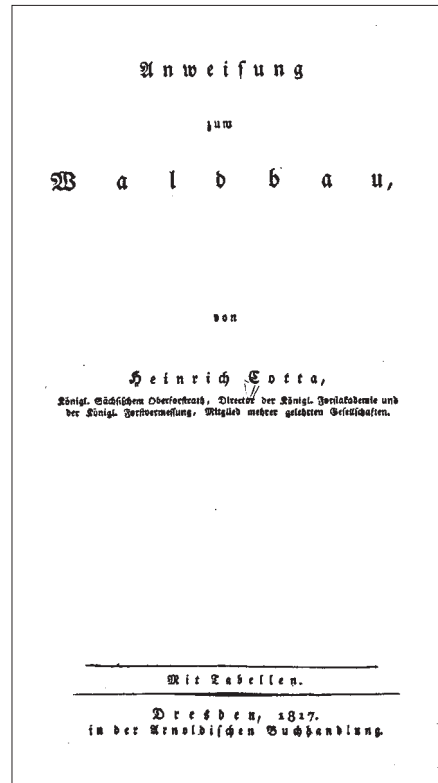 Anweisung
zum
Waldbau,
von
Heinrich Cotta,
Königl. Sächsischem Oberforstrath, Director der Königl. Forstakademie und
der Königl. Forstvermessung, Mitglied mehrer gelehrten Gesellschaften.
Mit Tabellen.
Dresden, 1817.
in der Arnoldischen Buchhandlung.